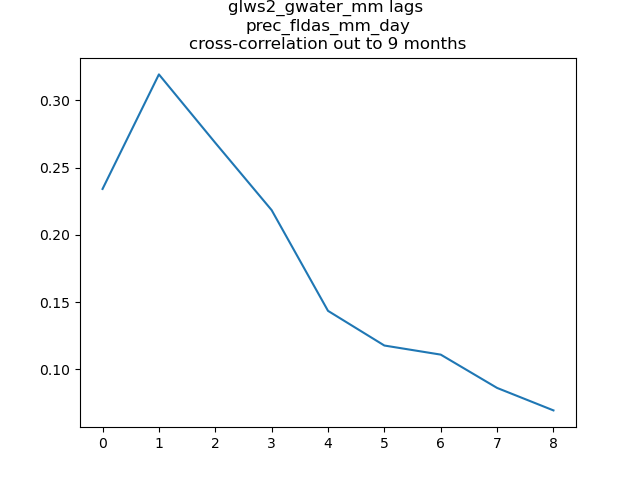 glws2_gwater_mm lags
prec_fldas_mm_day
cross-correlation out to 9 months
0.30
0.25
0.20
0.15
0.10
0 1 2 3 4 5 6 7 8